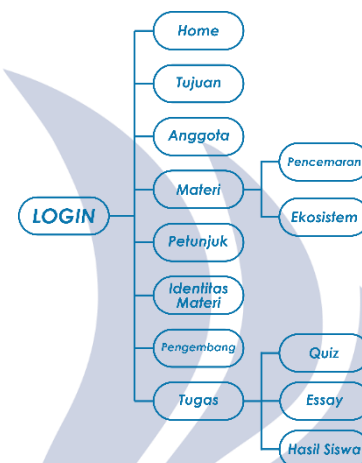 Home
Tujuan
Anggota
Pencemaran
Materi
LOGIN
Ekosistem
Petunjuk
Identitas
Materi
Pengembang
Quiz
Tugas
Essay
Hasil Siswa